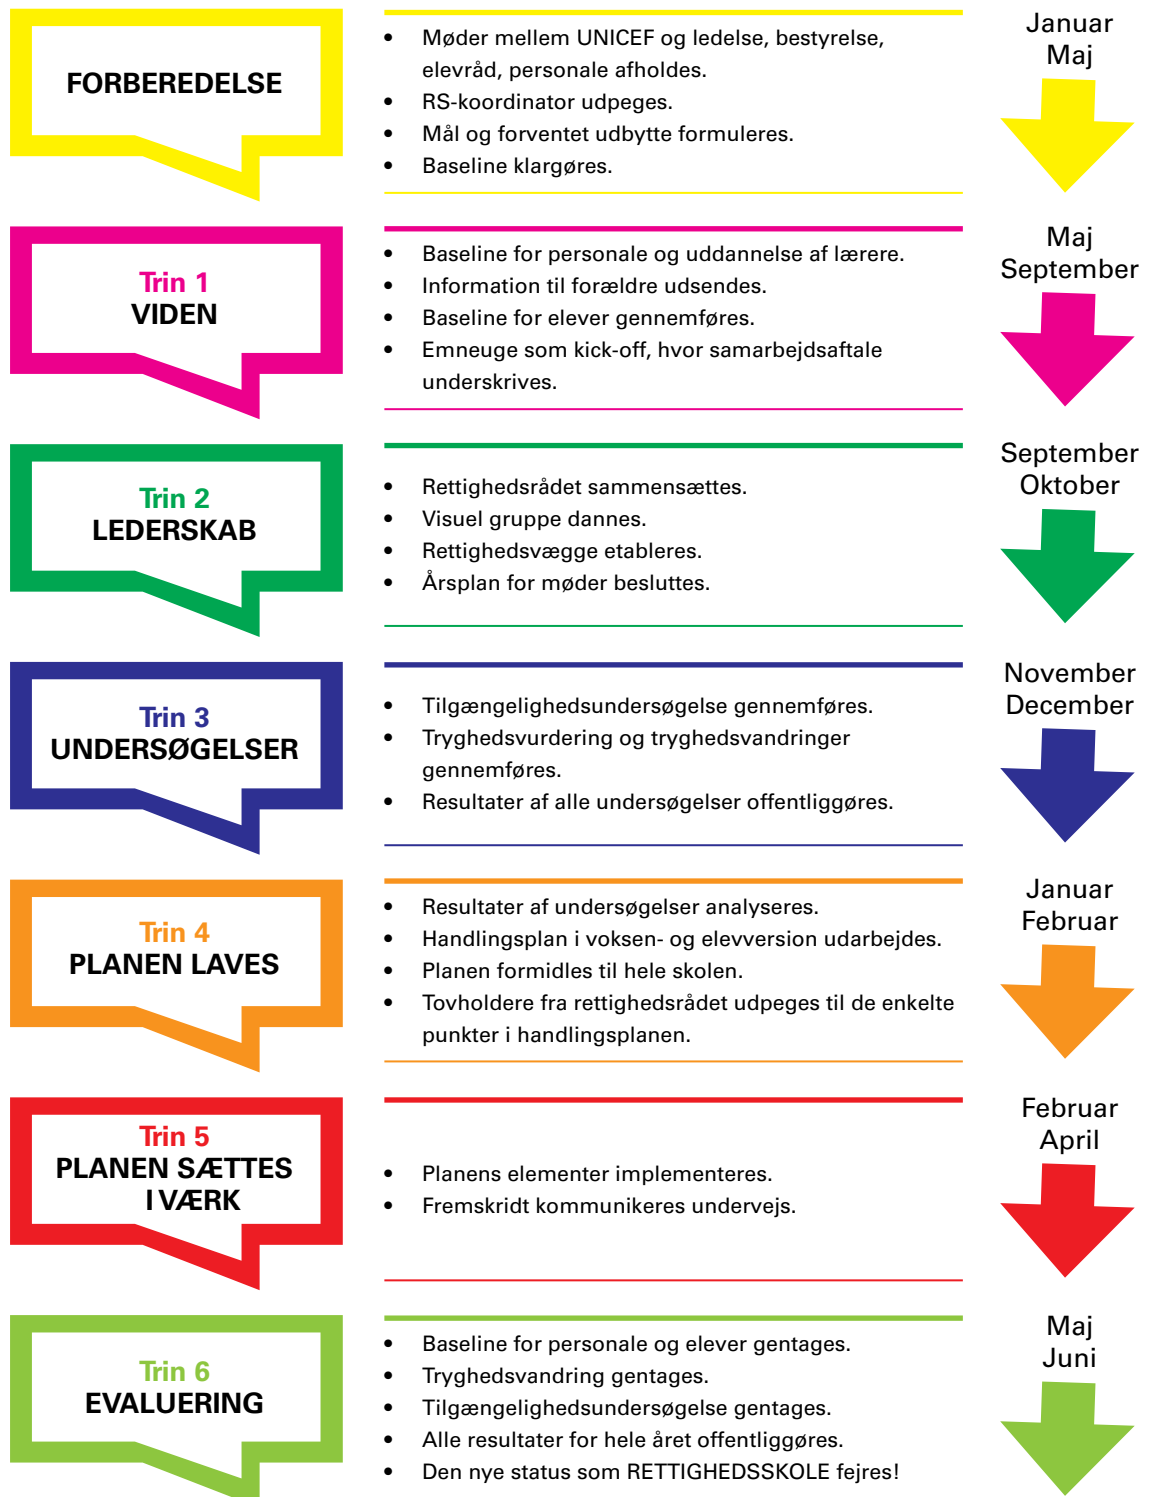 FORBEREDELSE
• Møder mellem UNICEF og ledelse, bestyrelse,
elevråd, personale afholdes.
• RS-koordinator udpeges.
• Mål og forventet udbytte formuleres.
• Baseline klargøres.
Januar
Maj
Trin 1
VIDEN
• Baseline for personale og uddannelse af lærere.
• Information til forældre udsendes.
• Baseline for elever gennemføres.
• Emneuge som kick-off, hvor samarbejdsaftale
underskrives.
Maj
September
Trin 2
LEDERSKAB
• Rettighedsrådet sammensættes.
• Visuel gruppe dannes.
• Rettighedsvægge etableres.
• Årsplan for møder besluttes.
September
Oktober
Trin 3
UNDERSØGELSER
• Tilgængelighedsundersøgelse gennemføres.
• Tryghedsvurdering og tryghedsvandringer
gennemføres.
• Resultater af alle undersøgelser offentliggøres.
November
December
Trin 4
PLANEN LAVES
• Resultater af undersøgelser analyseres.
• Handlingsplan i voksen- og elevversion udarbejdes.
• Planen formidles til hele skolen.
• Tovholdere fra rettighedsrådet udpeges til de enkelte
punkter i handlingsplanen.
Januar
Februar
Trin 5
PLANEN SÆTTES
I VÆRK
• Planens elementer implementeres.
• Fremskridt kommunikeres undervejs.
Februar
April
Trin 6
EVALUERING
• Baseline for personale og elever gentages.
• Tryghedsvandring gentages.
• Tilgængelighedsundersøgelse gentages.
• Alle resultater for hele året offentliggøres.
• Den nye status som RETTIGHEDSSKOLE fejres!
Maj
Juni